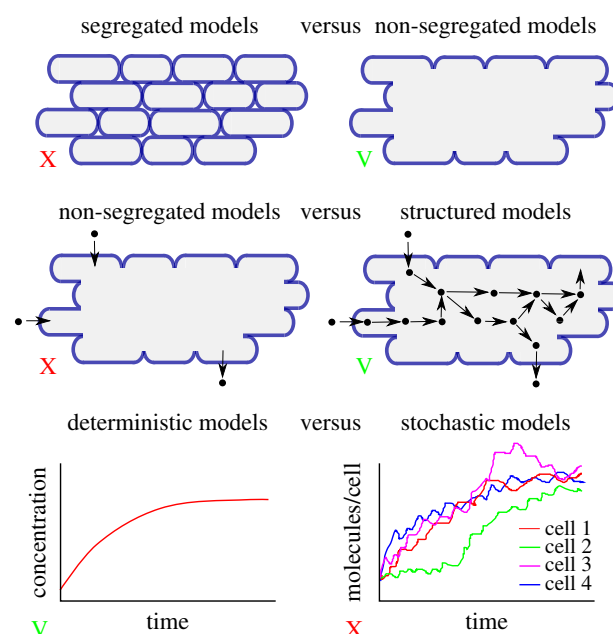 segregated models versus non-segregated models
X V
non-segregated models versus structured models
X V
deterministic models versus stochastic models
concentration
time
V
molecules/cell
cell 1
cell 2
cell 3
cell 4
time
X